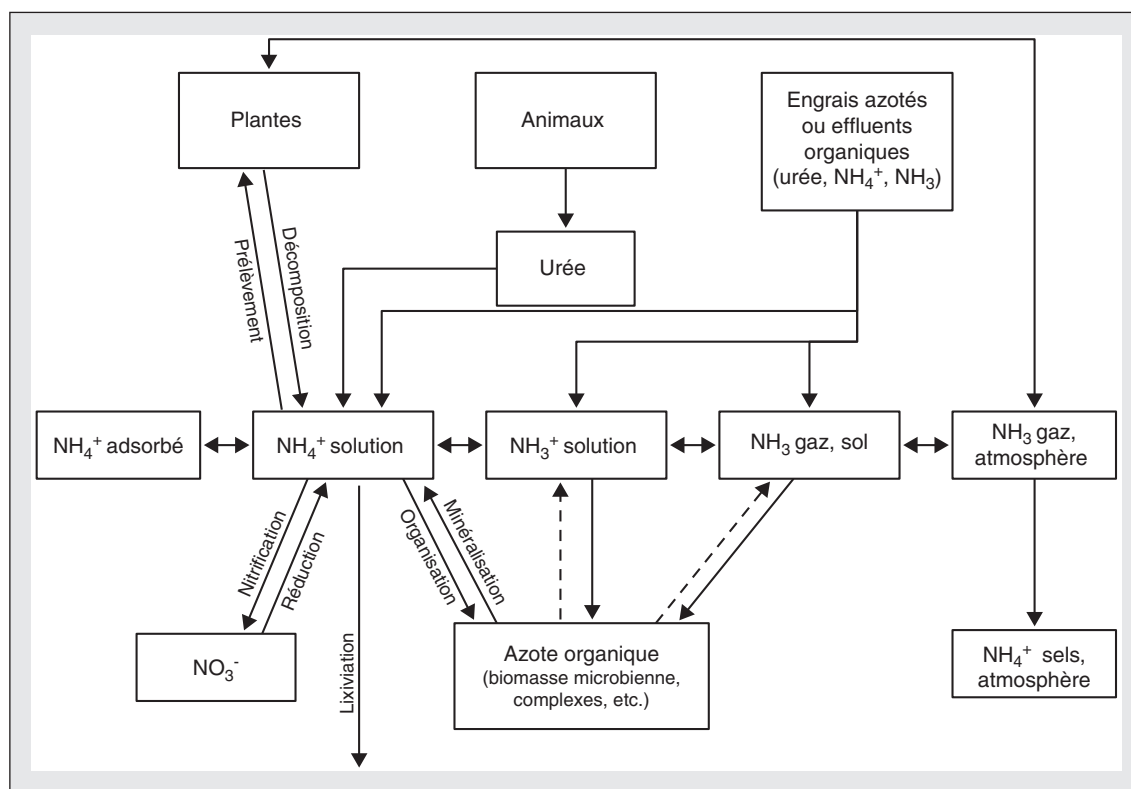 Plantes
Animaux
Engrais azotés
ou effluents
organiques
(urée, NH₄⁺, NH₃)
Urée
Prélèvement
Décomposition
NH₄⁺ adsorbé
NH₄⁺ solution
NH₃⁺ solution
NH₃ gaz, sol
NH₃ gaz,
atmosphère
Nitrification
Réduction
Organisation
Minéralisation
Lixiviation
NO₃⁻
Azote organique
(biomasse microbienne,
complexes, etc.)
NH₄⁺ sels,
atmosphère